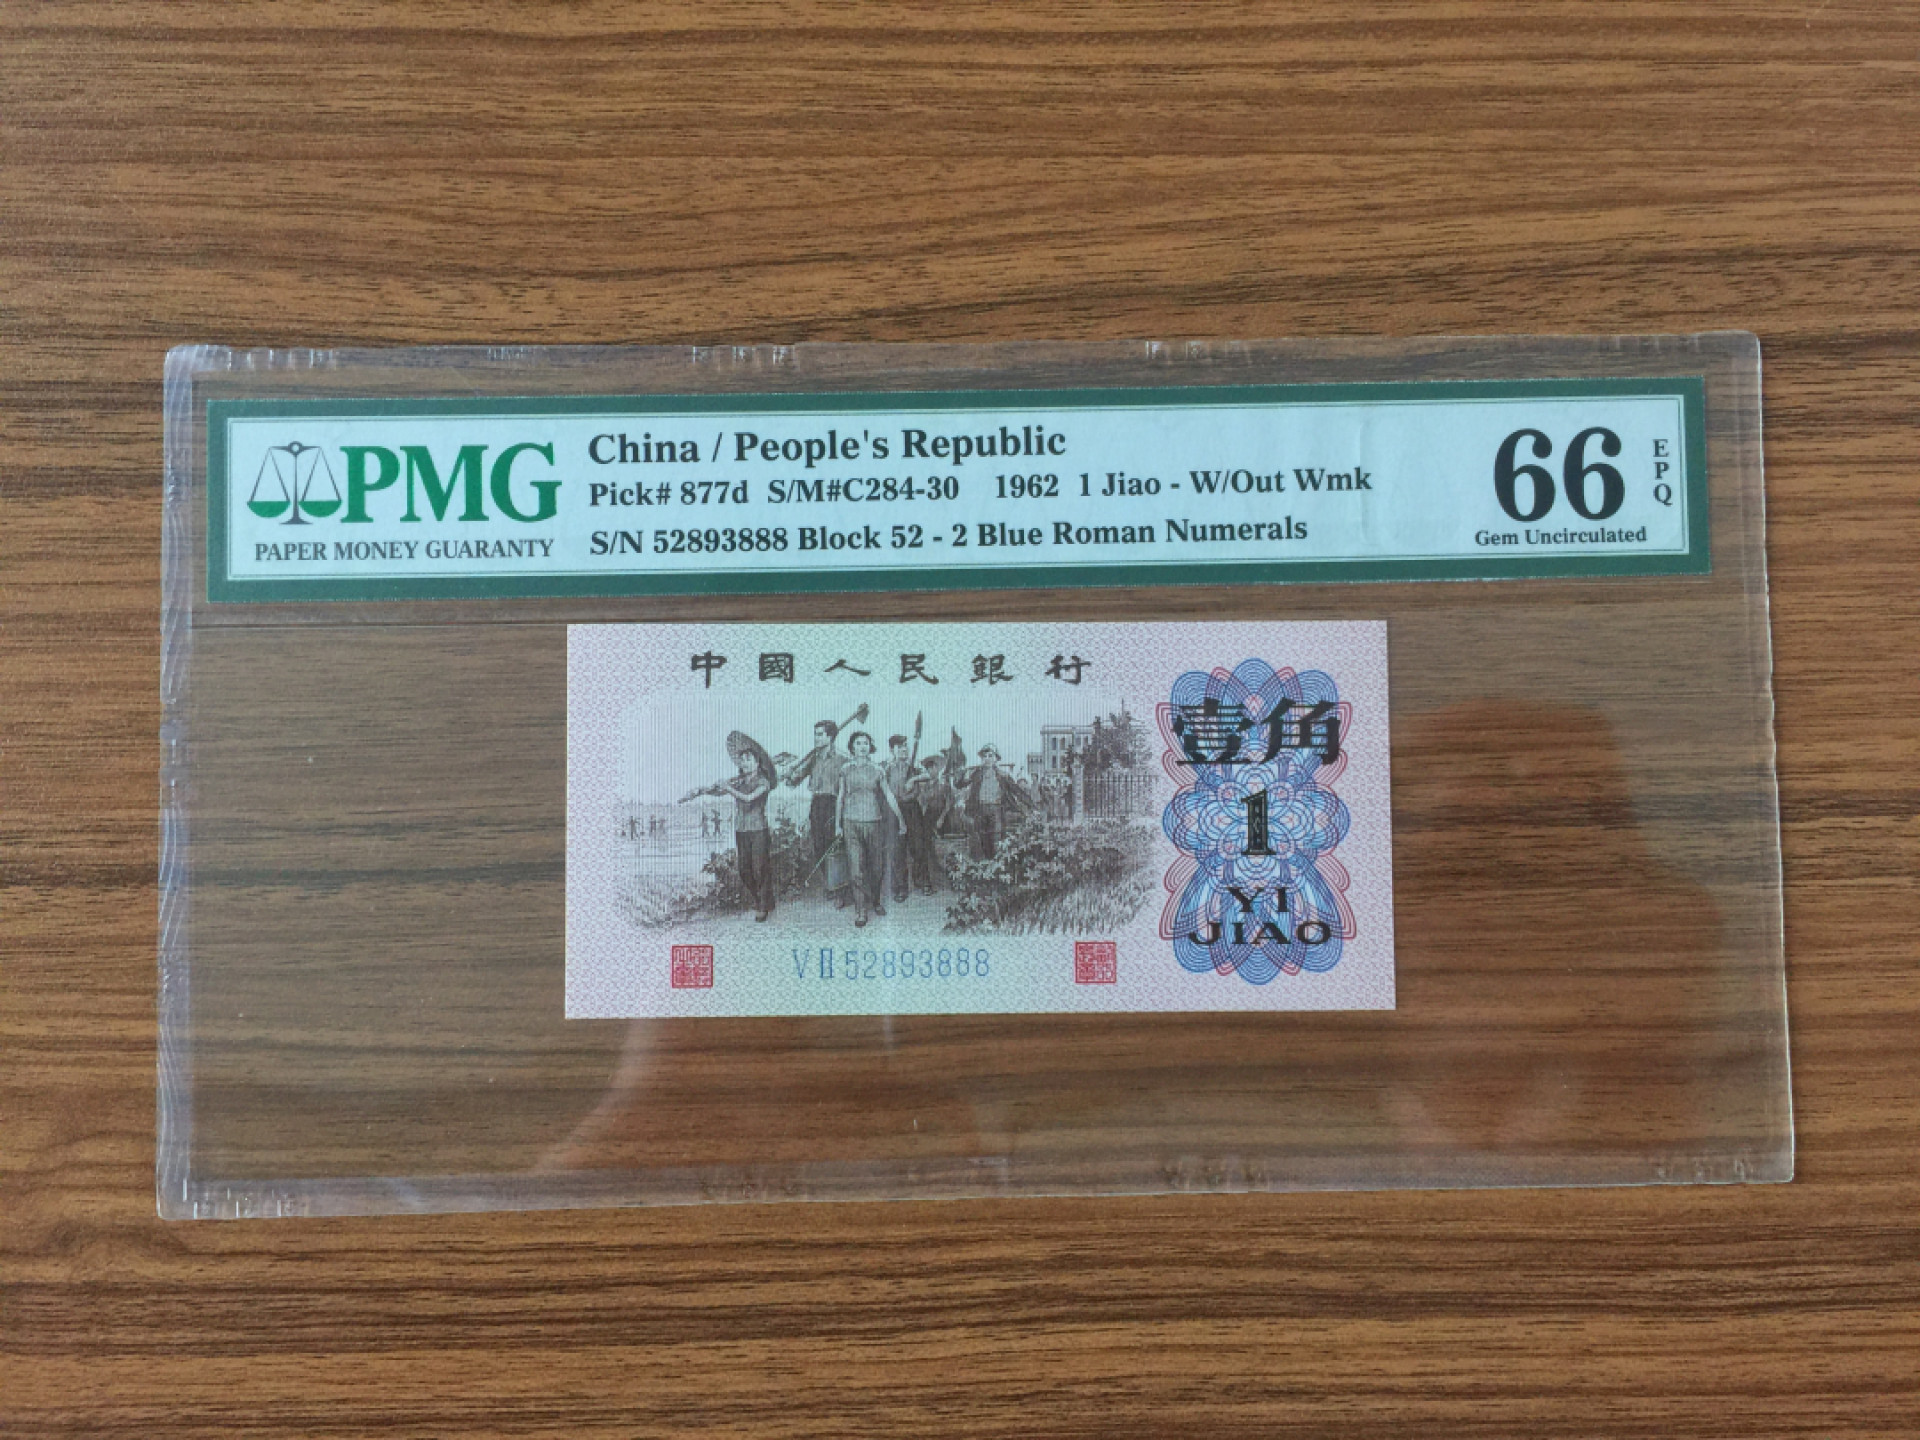 PMG
PAPER MONEY GUARANTY
China / People's Republic
Pick# 877d S/M#C284-30 1962 1 Jiao - W/Out Wmk
S/N 52893888 Block 52 - 2 Blue Roman Numerals
66
EPQ
Gem Uncirculated
中國人民銀行
壹角
1
YI
JIAO
V II 52893888